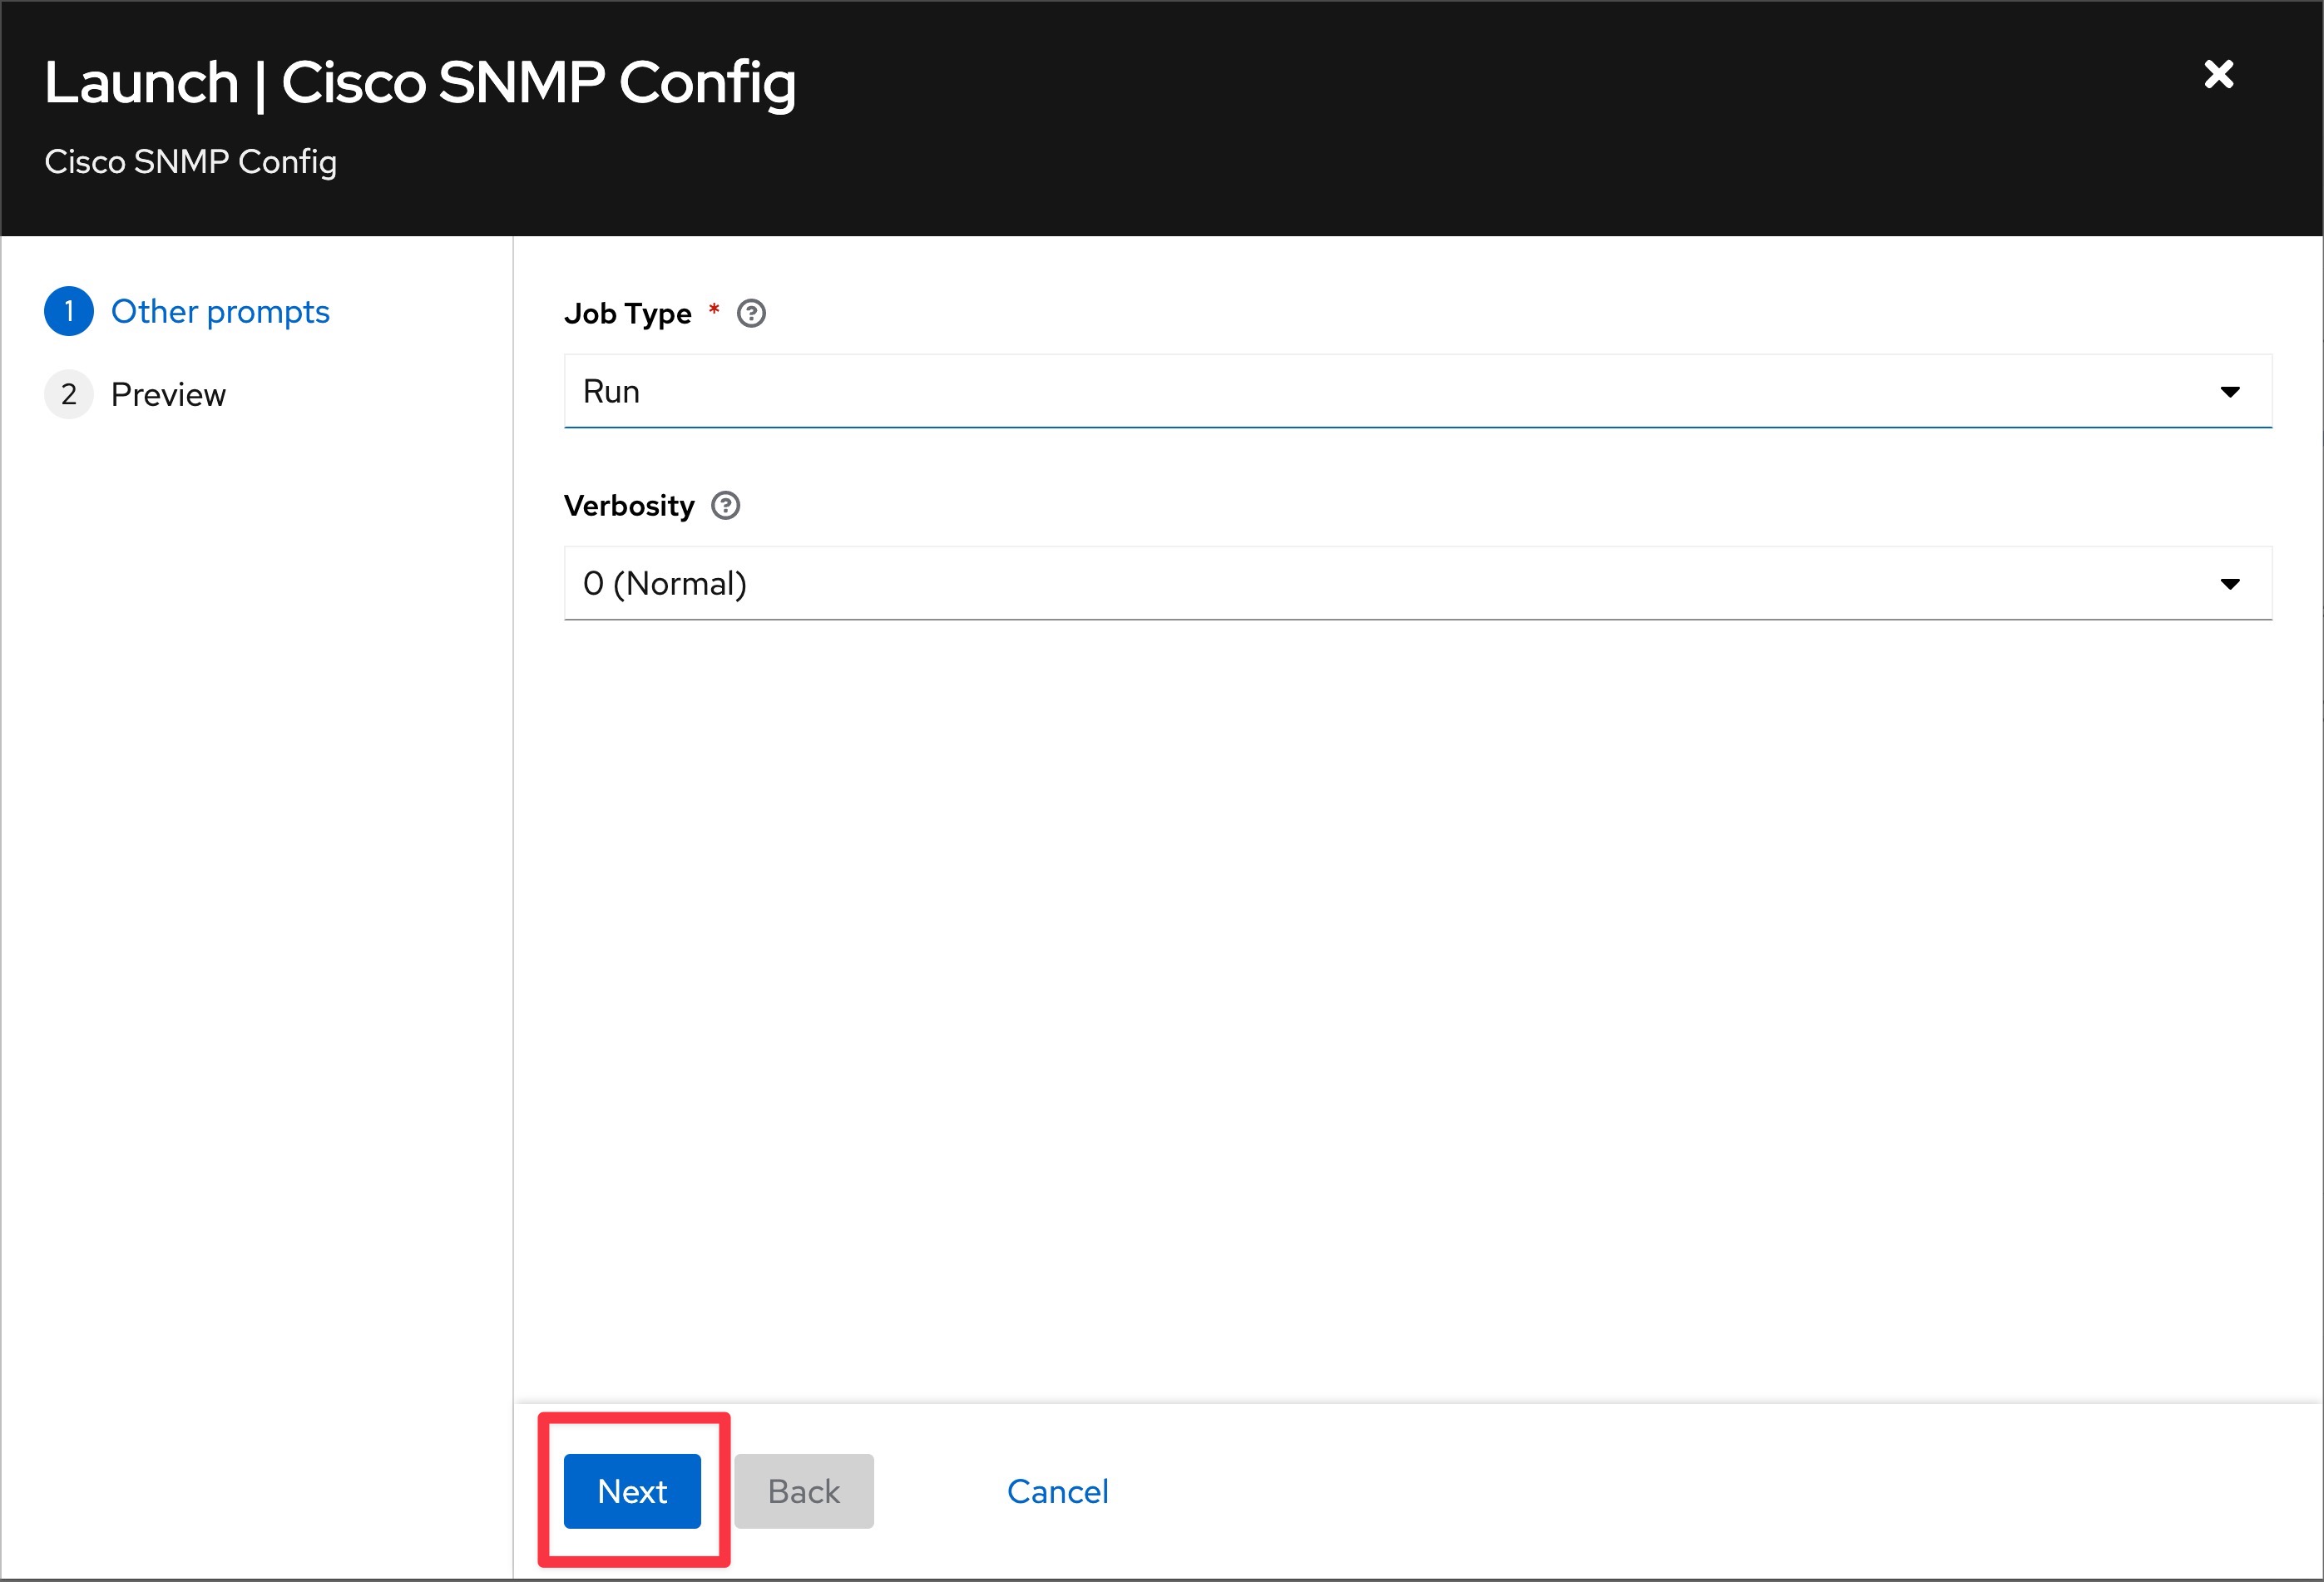 Launch | Cisco SNMP Config
Cisco SNMP Config
1 Other prompts
2 Preview
Job Type *
Run
Verbosity
0 (Normal)
Next Back Cancel